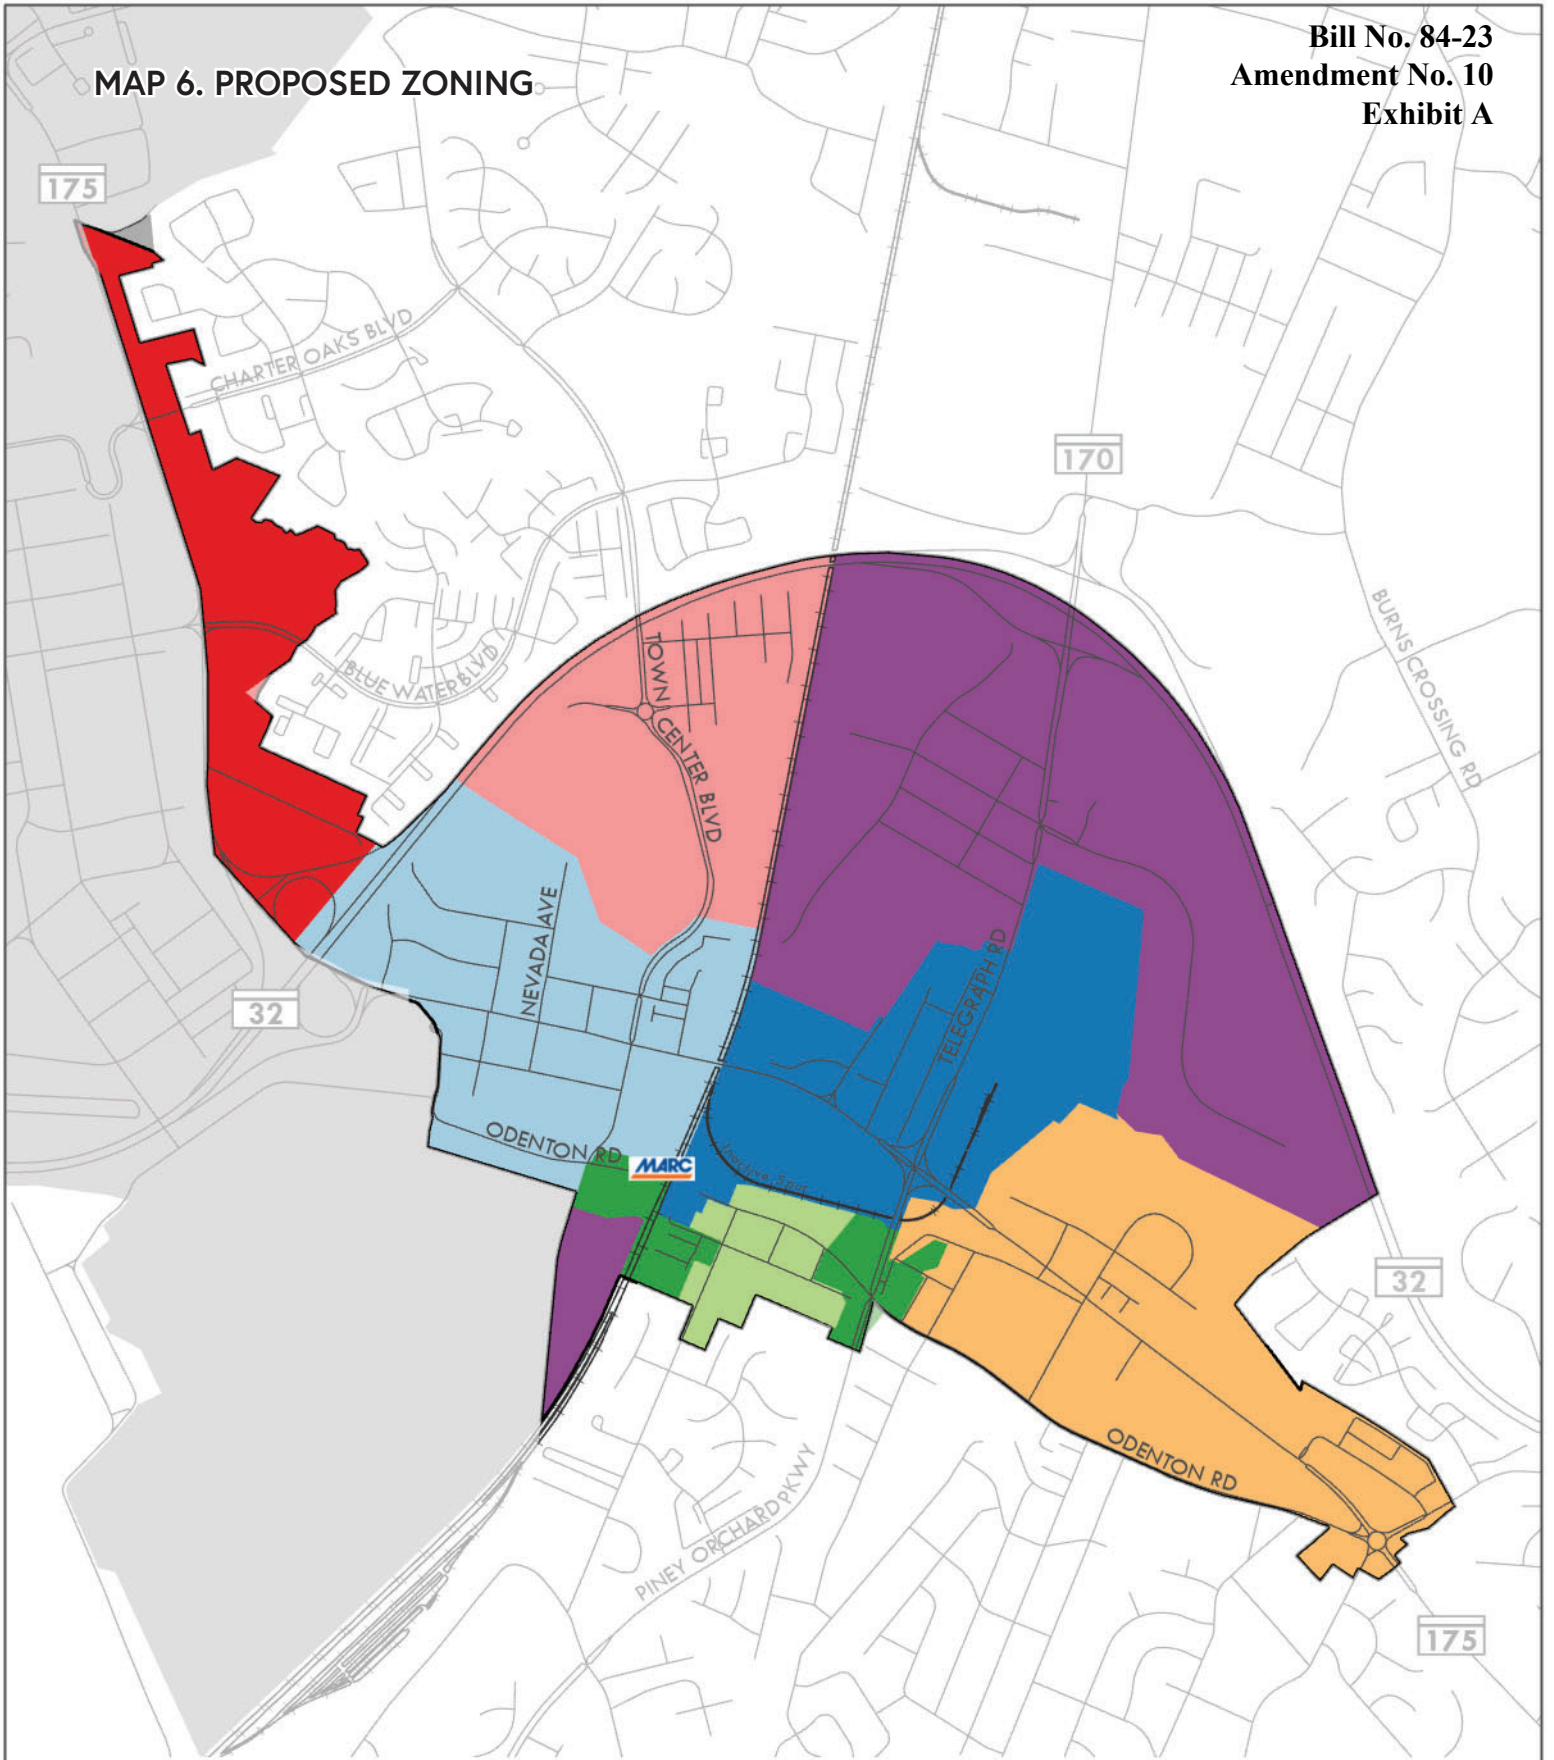 Bill No. 84-23
Amendment No. 10
Exhibit A
MAP 6. PROPOSED ZONING
175
CHARTER OAKS BLVD
170
BURNS CROSSING RD
TOWN CENTER BLVD
BLUE WATER BLVD
NEVADA AVE
TELEGRAPH RD
32
ODENTON RD
MARC
Inactive Spur
32
ODENTON RD
PINEY ORCHARD PKWY
175